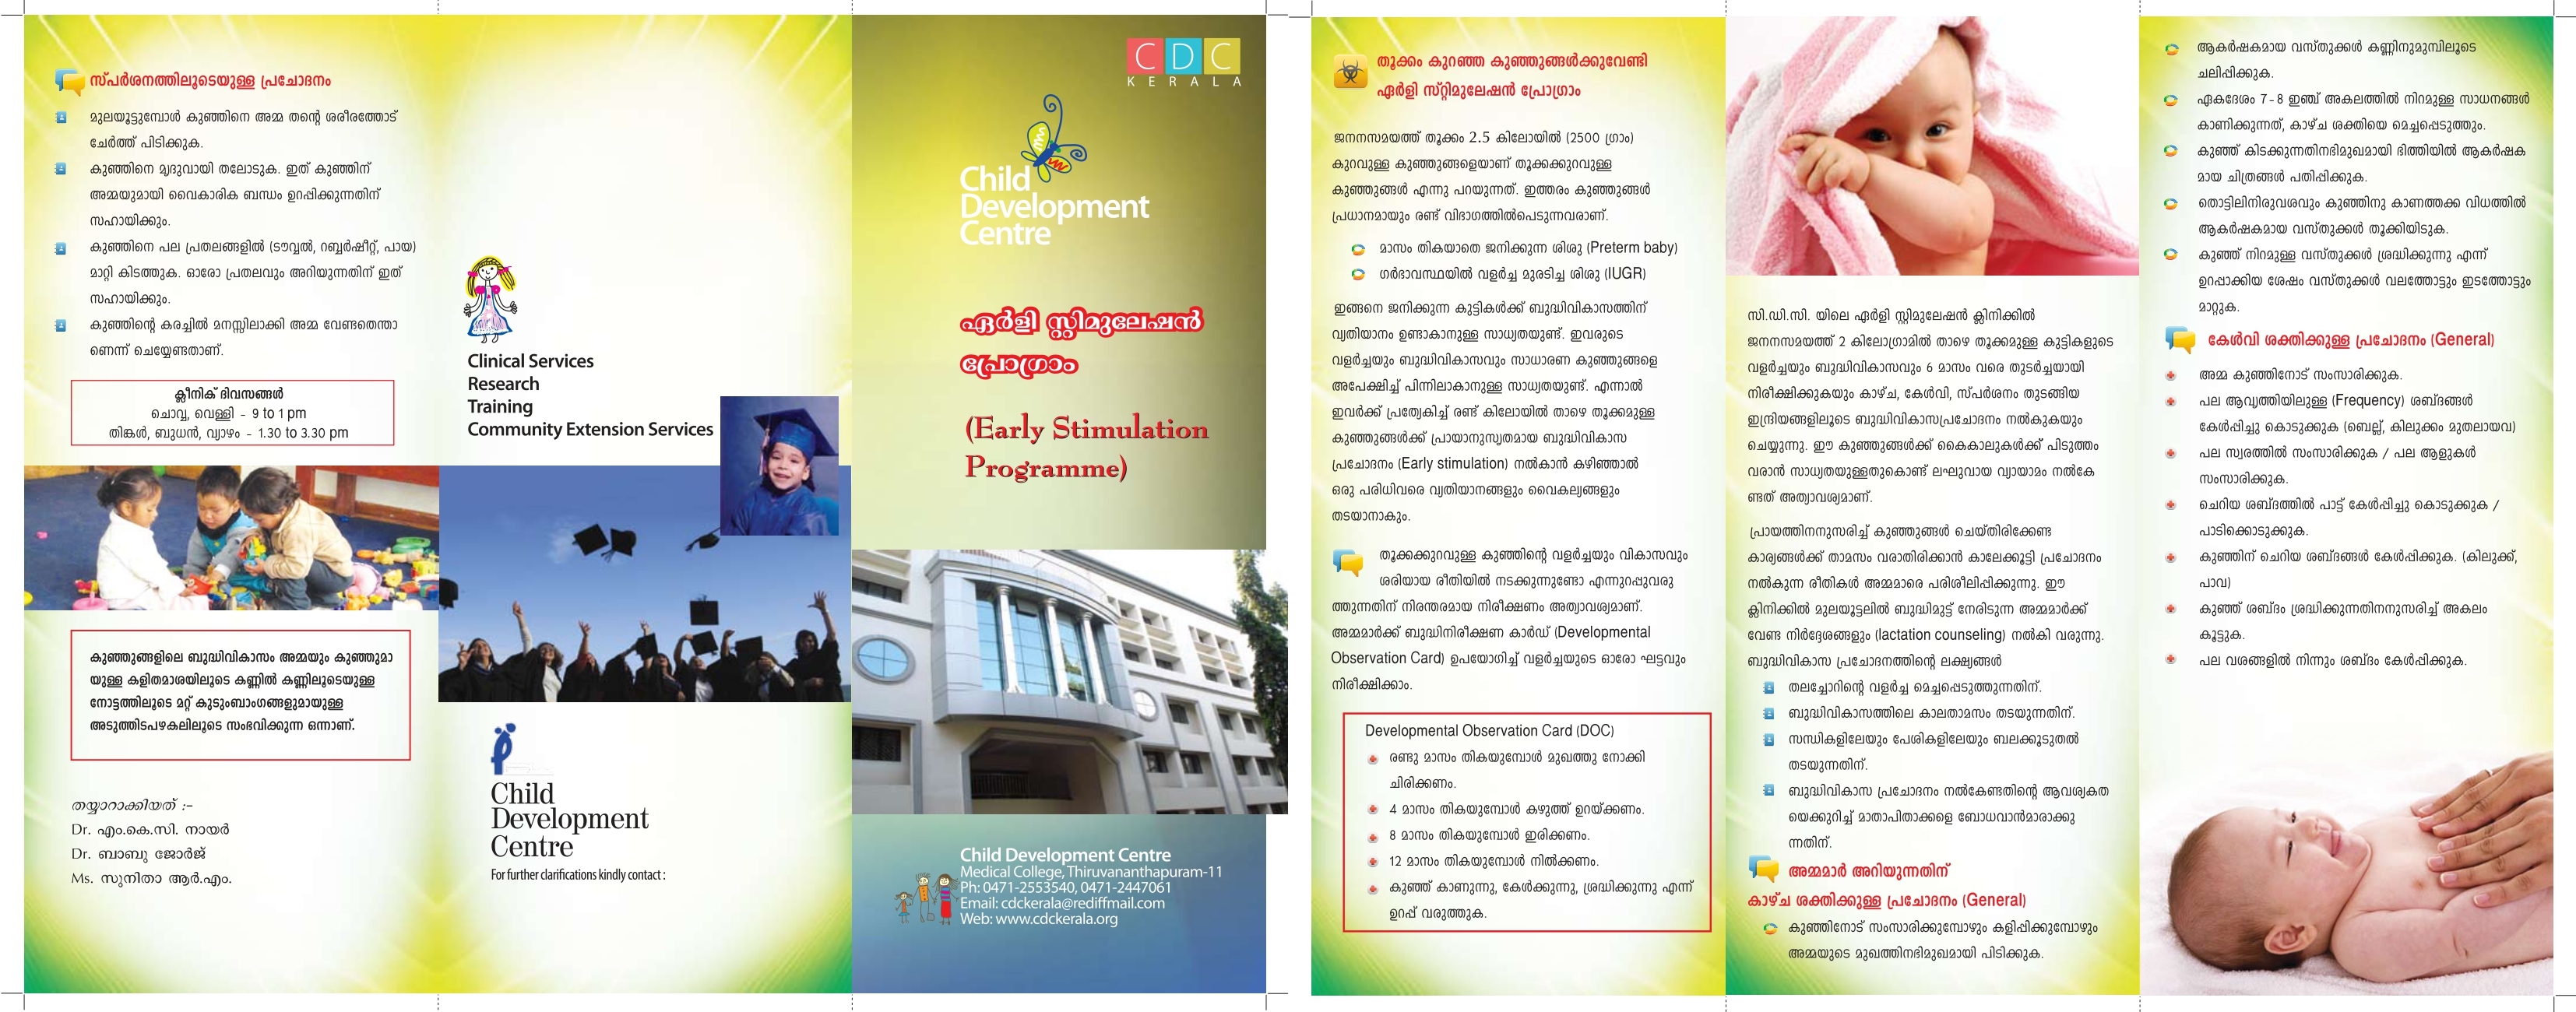 സ്പർശനത്തിലൂടെയുള്ള പ്രചോദനം
മുലയൂട്ടുമ്പോൾ കുഞ്ഞിനെ അമ്മ തന്റെ ശരീരത്തോട്
ചേർത്ത് പിടിക്കുക.
കുഞ്ഞിനെ മൃദുവായി തലോടുക. ഇത് കുഞ്ഞിന്
അമ്മയുമായി വൈകാരിക ബന്ധം ഉറപ്പിക്കുന്നതിന്
സഹായിക്കും.
കുഞ്ഞിനെ പല പ്രതലങ്ങളിൽ (ടൗവ്വൽ, റബ്ബർഷീറ്റ്, പായ)
മാറ്റി കിടത്തുക. ഓരോ പ്രതലവും അറിയുന്നതിന് ഇത്
സഹായിക്കും.
കുഞ്ഞിന്റെ കരച്ചിൽ മനസ്സിലാക്കി അമ്മ വേണ്ടതെന്താ
ണെന്ന് ചെയ്യേണ്ടതാണ്.
ക്ലീനിക് ദിവസങ്ങൾ
ചൊവ്വ, വെള്ളി - 9 to 1 pm
തിങ്കൾ, ബുധൻ, വ്യാഴം - 1.30 to 3.30 pm
കുഞ്ഞുങ്ങളിലെ ബുദ്ധിവികാസം അമ്മയും കുഞ്ഞുമാ
യുള്ള കളിതമാശയിലൂടെ കണ്ണിൽ കണ്ണിലൂടെയുള്ള
നോട്ടത്തിലൂടെ മറ്റ് കുടുംബാംഗങ്ങളുമായുള്ള
അടുത്തിടപഴകലിലൂടെ സംഭവിക്കുന്ന ഒന്നാണ്.
തയ്യാറാക്കിയത് :-
Dr. എം.കെ.സി. നായർ
Dr. ബാബു ജോർജ്
Ms. സുനിതാ ആർ.എം.
Clinical Services
Research
Training
Community Extension Services
Child
Development
Centre
For further clarifications kindly contact :
CDC
KERALA
Child
Development
Centre
ഏർളി സ്റ്റിമുലേഷൻ
പ്രോഗ്രാം
(Early Stimulation
Programme)
Child Development Centre
Medical College, Thiruvananthapuram-11
Ph: 0471-2553540, 0471-2447061
Email: cdckerala@rediffmail.com
Web: www.cdckerala.org
തൂക്കം കുറഞ്ഞ കുഞ്ഞുങ്ങൾക്കുവേണ്ടി
ഏർളി സ്റ്റിമുലേഷൻ പ്രോഗ്രാം
ജനനസമയത്ത് തൂക്കം 2.5 കിലോയിൽ (2500 ഗ്രാം)
കുറവുള്ള കുഞ്ഞുങ്ങളെയാണ് തൂക്കക്കുറവുള്ള
കുഞ്ഞുങ്ങൾ എന്നു പറയുന്നത്. ഇത്തരം കുഞ്ഞുങ്ങൾ
പ്രധാനമായും രണ്ട് വിഭാഗത്തിൽപെടുന്നവരാണ്.
മാസം തികയാതെ ജനിക്കുന്ന ശിശു (Preterm baby)
ഗർഭാവസ്ഥയിൽ വളർച്ച മുരടിച്ച ശിശു (IUGR)
ഇങ്ങനെ ജനിക്കുന്ന കുട്ടികൾക്ക് ബുദ്ധിവികാസത്തിന്
വ്യതിയാനം ഉണ്ടാകാനുള്ള സാധ്യതയുണ്ട്. ഇവരുടെ
വളർച്ചയും ബുദ്ധിവികാസവും സാധാരണ കുഞ്ഞുങ്ങളെ
അപേക്ഷിച്ച് പിന്നിലാകാനുള്ള സാധ്യതയുണ്ട്. എന്നാൽ
ഇവർക്ക് പ്രത്യേകിച്ച് രണ്ട് കിലോയിൽ താഴെ തൂക്കമുള്ള
കുഞ്ഞുങ്ങൾക്ക് പ്രായാനുസൃതമായ ബുദ്ധിവികാസ
പ്രചോദനം (Early stimulation) നൽകാൻ കഴിഞ്ഞാൽ
ഒരു പരിധിവരെ വ്യതിയാനങ്ങളും വൈകല്യങ്ങളും
തടയാനാകും.
തൂക്കക്കുറവുള്ള കുഞ്ഞിന്റെ വളർച്ചയും വികാസവും
ശരിയായ രീതിയിൽ നടക്കുന്നുണ്ടോ എന്നുറപ്പുവരു
ത്തുന്നതിന് നിരന്തരമായ നിരീക്ഷണം അത്യാവശ്യമാണ്.
അമ്മമാർക്ക് ബുദ്ധിനിരീക്ഷണ കാർഡ് (Developmental
Observation Card) ഉപയോഗിച്ച് വളർച്ചയുടെ ഓരോ ഘട്ടവും
നിരീക്ഷിക്കാം.
Developmental Observation Card (DOC)
രണ്ടു മാസം തികയുമ്പോൾ മുഖത്തു നോക്കി
ചിരിക്കണം.
4 മാസം തികയുമ്പോൾ കഴുത്ത് ഉറയ്ക്കണം.
8 മാസം തികയുമ്പോൾ ഇരിക്കണം.
12 മാസം തികയുമ്പോൾ നിൽക്കണം.
കുഞ്ഞ് കാണുന്നു, കേൾക്കുന്നു, ശ്രദ്ധിക്കുന്നു എന്ന്
ഉറപ്പ് വരുത്തുക.
സി.ഡി.സി. യിലെ ഏർളി സ്റ്റിമുലേഷൻ ക്ലിനിക്കിൽ
ജനനസമയത്ത് 2 കിലോഗ്രാമിൽ താഴെ തൂക്കമുള്ള കുട്ടികളുടെ
വളർച്ചയും ബുദ്ധിവികാസവും 6 മാസം വരെ തുടർച്ചയായി
നിരീക്ഷിക്കുകയും കാഴ്ച, കേൾവി, സ്പർശനം തുടങ്ങിയ
ഇന്ദ്രിയങ്ങളിലൂടെ ബുദ്ധിവികാസപ്രചോദനം നൽകുകയും
ചെയ്യുന്നു. ഈ കുഞ്ഞുങ്ങൾക്ക് കൈകാലുകൾക്ക് പിടുത്തം
വരാൻ സാധ്യതയുള്ളതുകൊണ്ട് ലഘുവായ വ്യായാമം നൽകേ
ണ്ടത് അത്യാവശ്യമാണ്.
പ്രായത്തിനനുസരിച്ച് കുഞ്ഞുങ്ങൾ ചെയ്തിരിക്കേണ്ട
കാര്യങ്ങൾക്ക് താമസം വരാതിരിക്കാൻ കാലേക്കൂട്ടി പ്രചോദനം
നൽകുന്ന രീതികൾ അമ്മമാരെ പരിശീലിപ്പിക്കുന്നു. ഈ
ക്ലിനിക്കിൽ മുലയൂട്ടലിൽ ബുദ്ധിമുട്ട് നേരിടുന്ന അമ്മമാർക്ക്
വേണ്ട നിർദ്ദേശങ്ങളും (lactation counseling) നൽകി വരുന്നു.
ബുദ്ധിവികാസ പ്രചോദനത്തിന്റെ ലക്ഷ്യങ്ങൾ
തലച്ചോറിന്റെ വളർച്ച മെച്ചപ്പെടുത്തുന്നതിന്.
ബുദ്ധിവികാസത്തിലെ കാലതാമസം തടയുന്നതിന്.
സന്ധികളിലേയും പേശികളിലേയും ബലക്കൂടുതൽ
തടയുന്നതിന്.
ബുദ്ധിവികാസ പ്രചോദനം നൽകേണ്ടതിന്റെ ആവശ്യകത
യെക്കുറിച്ച് മാതാപിതാക്കളെ ബോധവാൻമാരാക്കു
ന്നതിന്.
അമ്മമാർ അറിയുന്നതിന്
കാഴ്ച ശക്തിക്കുള്ള പ്രചോദനം (General)
കുഞ്ഞിനോട് സംസാരിക്കുമ്പോഴും കളിപ്പിക്കുമ്പോഴും
അമ്മയുടെ മുഖത്തിനഭിമുഖമായി പിടിക്കുക.
ആകർഷകമായ വസ്തുക്കൾ കണ്ണിനുമുമ്പിലൂടെ
ചലിപ്പിക്കുക.
ഏകദേശം 7-8 ഇഞ്ച് അകലത്തിൽ നിറമുള്ള സാധനങ്ങൾ
കാണിക്കുന്നത്, കാഴ്ച ശക്തിയെ മെച്ചപ്പെടുത്തും.
കുഞ്ഞ് കിടക്കുന്നതിനഭിമുഖമായി ഭിത്തിയിൽ ആകർഷക
മായ ചിത്രങ്ങൾ പതിപ്പിക്കുക.
തൊട്ടിലിനിരുവശവും കുഞ്ഞിനു കാണത്തക്ക വിധത്തിൽ
ആകർഷകമായ വസ്തുക്കൾ തൂക്കിയിടുക.
കുഞ്ഞ് നിറമുള്ള വസ്തുക്കൾ ശ്രദ്ധിക്കുന്നു എന്ന്
ഉറപ്പാക്കിയ ശേഷം വസ്തുക്കൾ വലത്തോട്ടും ഇടത്തോട്ടും
മാറ്റുക.
കേൾവി ശക്തിക്കുള്ള പ്രചോദനം (General)
അമ്മ കുഞ്ഞിനോട് സംസാരിക്കുക.
പല ആവൃത്തിയിലുള്ള (Frequency) ശബ്ദങ്ങൾ
കേൾപ്പിച്ചു കൊടുക്കുക (ബെല്ല്, കിലുക്കം മുതലായവ)
പല സ്വരത്തിൽ സംസാരിക്കുക / പല ആളുകൾ
സംസാരിക്കുക.
ചെറിയ ശബ്ദത്തിൽ പാട്ട് കേൾപ്പിച്ചു കൊടുക്കുക /
പാടിക്കൊടുക്കുക.
കുഞ്ഞിന് ചെറിയ ശബ്ദങ്ങൾ കേൾപ്പിക്കുക. (കിലുക്ക്,
പാവ)
കുഞ്ഞ് ശബ്ദം ശ്രദ്ധിക്കുന്നതിനനുസരിച്ച് അകലം
കൂട്ടുക.
പല വശങ്ങളിൽ നിന്നും ശബ്ദം കേൾപ്പിക്കുക.